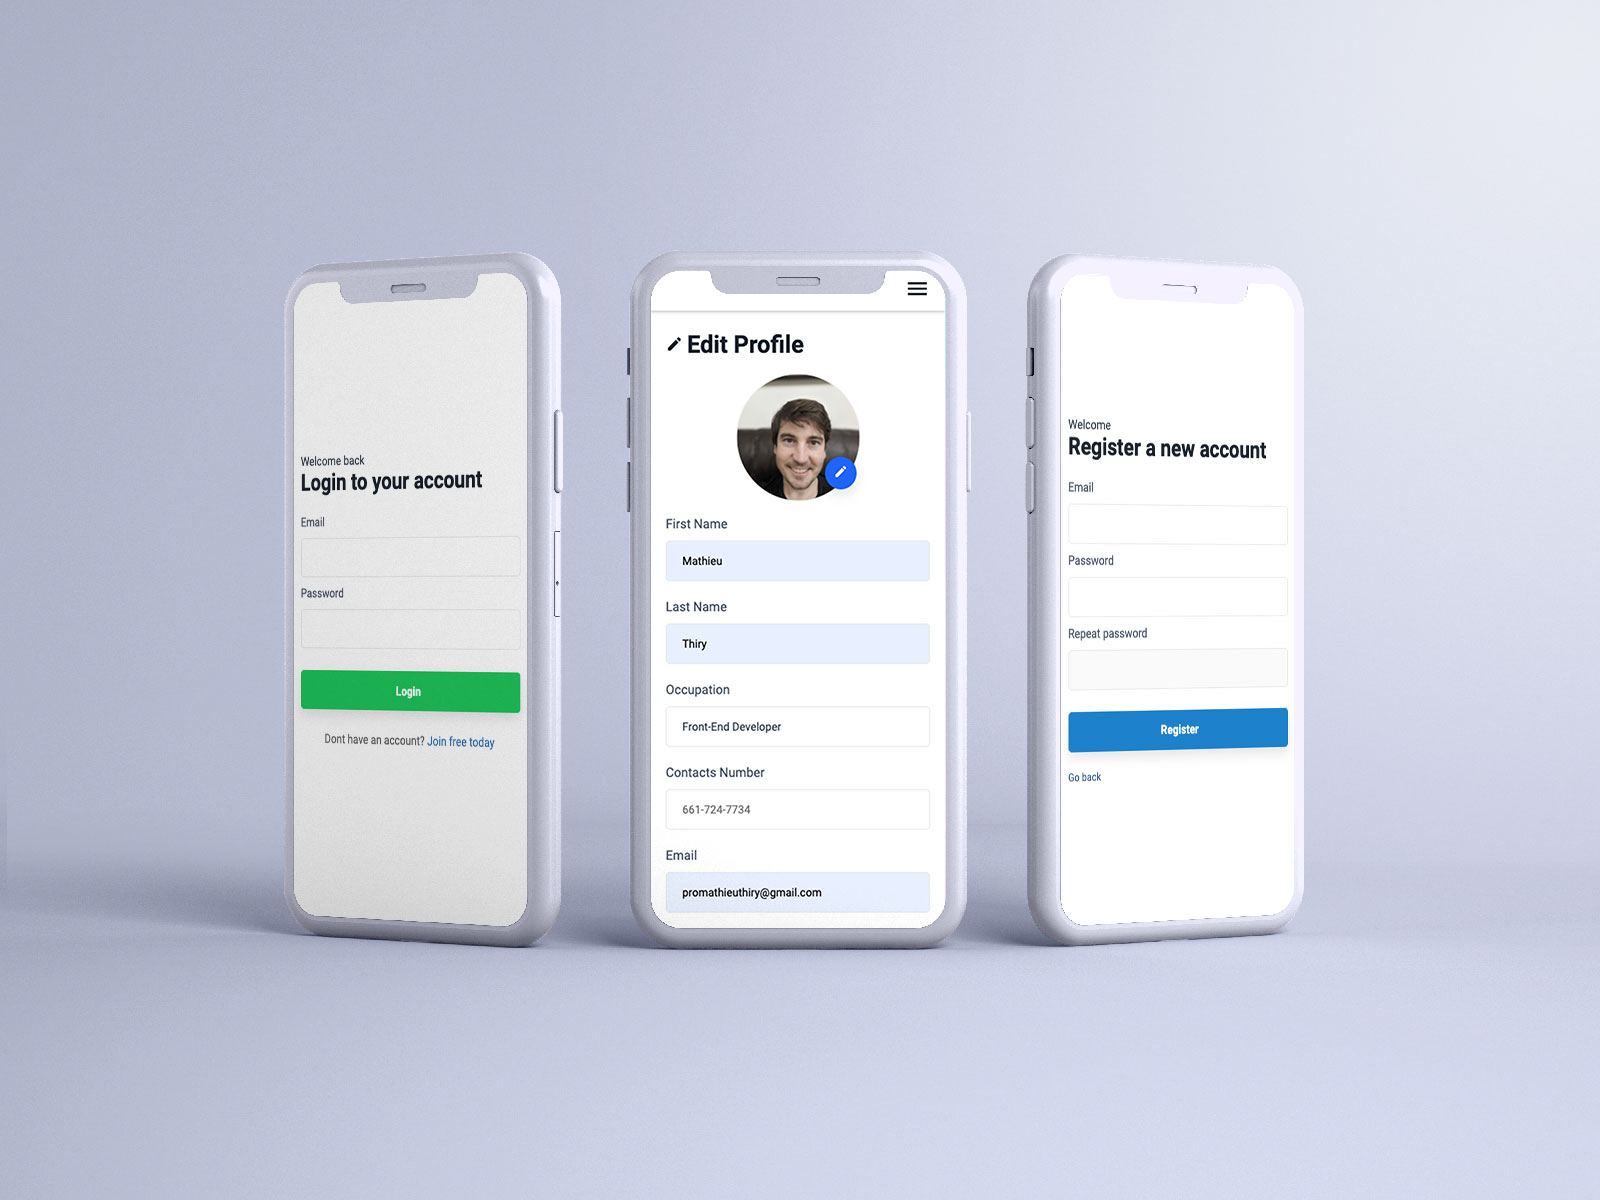 Welcome back
Login to your account
Email
Password
Login
Dont have an account? Join free today
Edit Profile
First Name
Mathieu
Last Name
Thiry
Occupation
Front-End Developer
Contacts Number
661-724-7734
Email
promathieuthiry@gmail.com
Welcome
Register a new account
Email
Password
Repeat password
Register
Go back